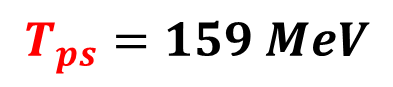 T_ps = 159 MeV